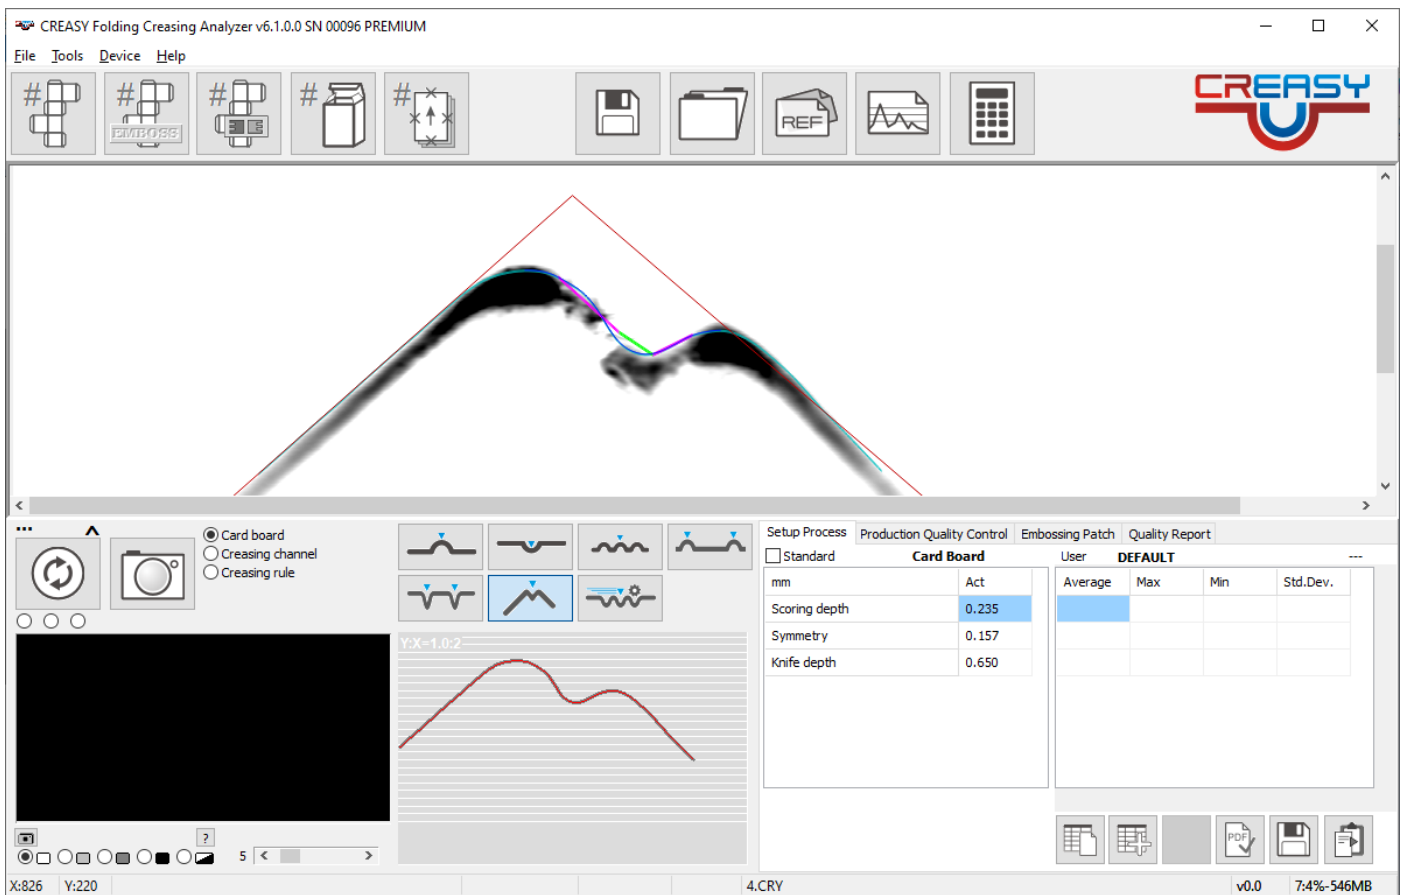 CREASY Folding Creasing Analyzer v6.1.0.0 SN 00096 PREMIUM
File Tools Device Help
# # # # #
EMBOSS
REF
CREASY
Card board
Creasing channel
Creasing rule
Y:X=1.0:2
?
5
Setup Process Production Quality Control Embossing Patch Quality Report
Standard Card Board User DEFAULT ---
mm Act Average Max Min Std.Dev.
Scoring depth 0.235
Symmetry 0.157
Knife depth 0.650
PDF
X:826 Y:220 4.CRY v0.0 7:4%-546MB